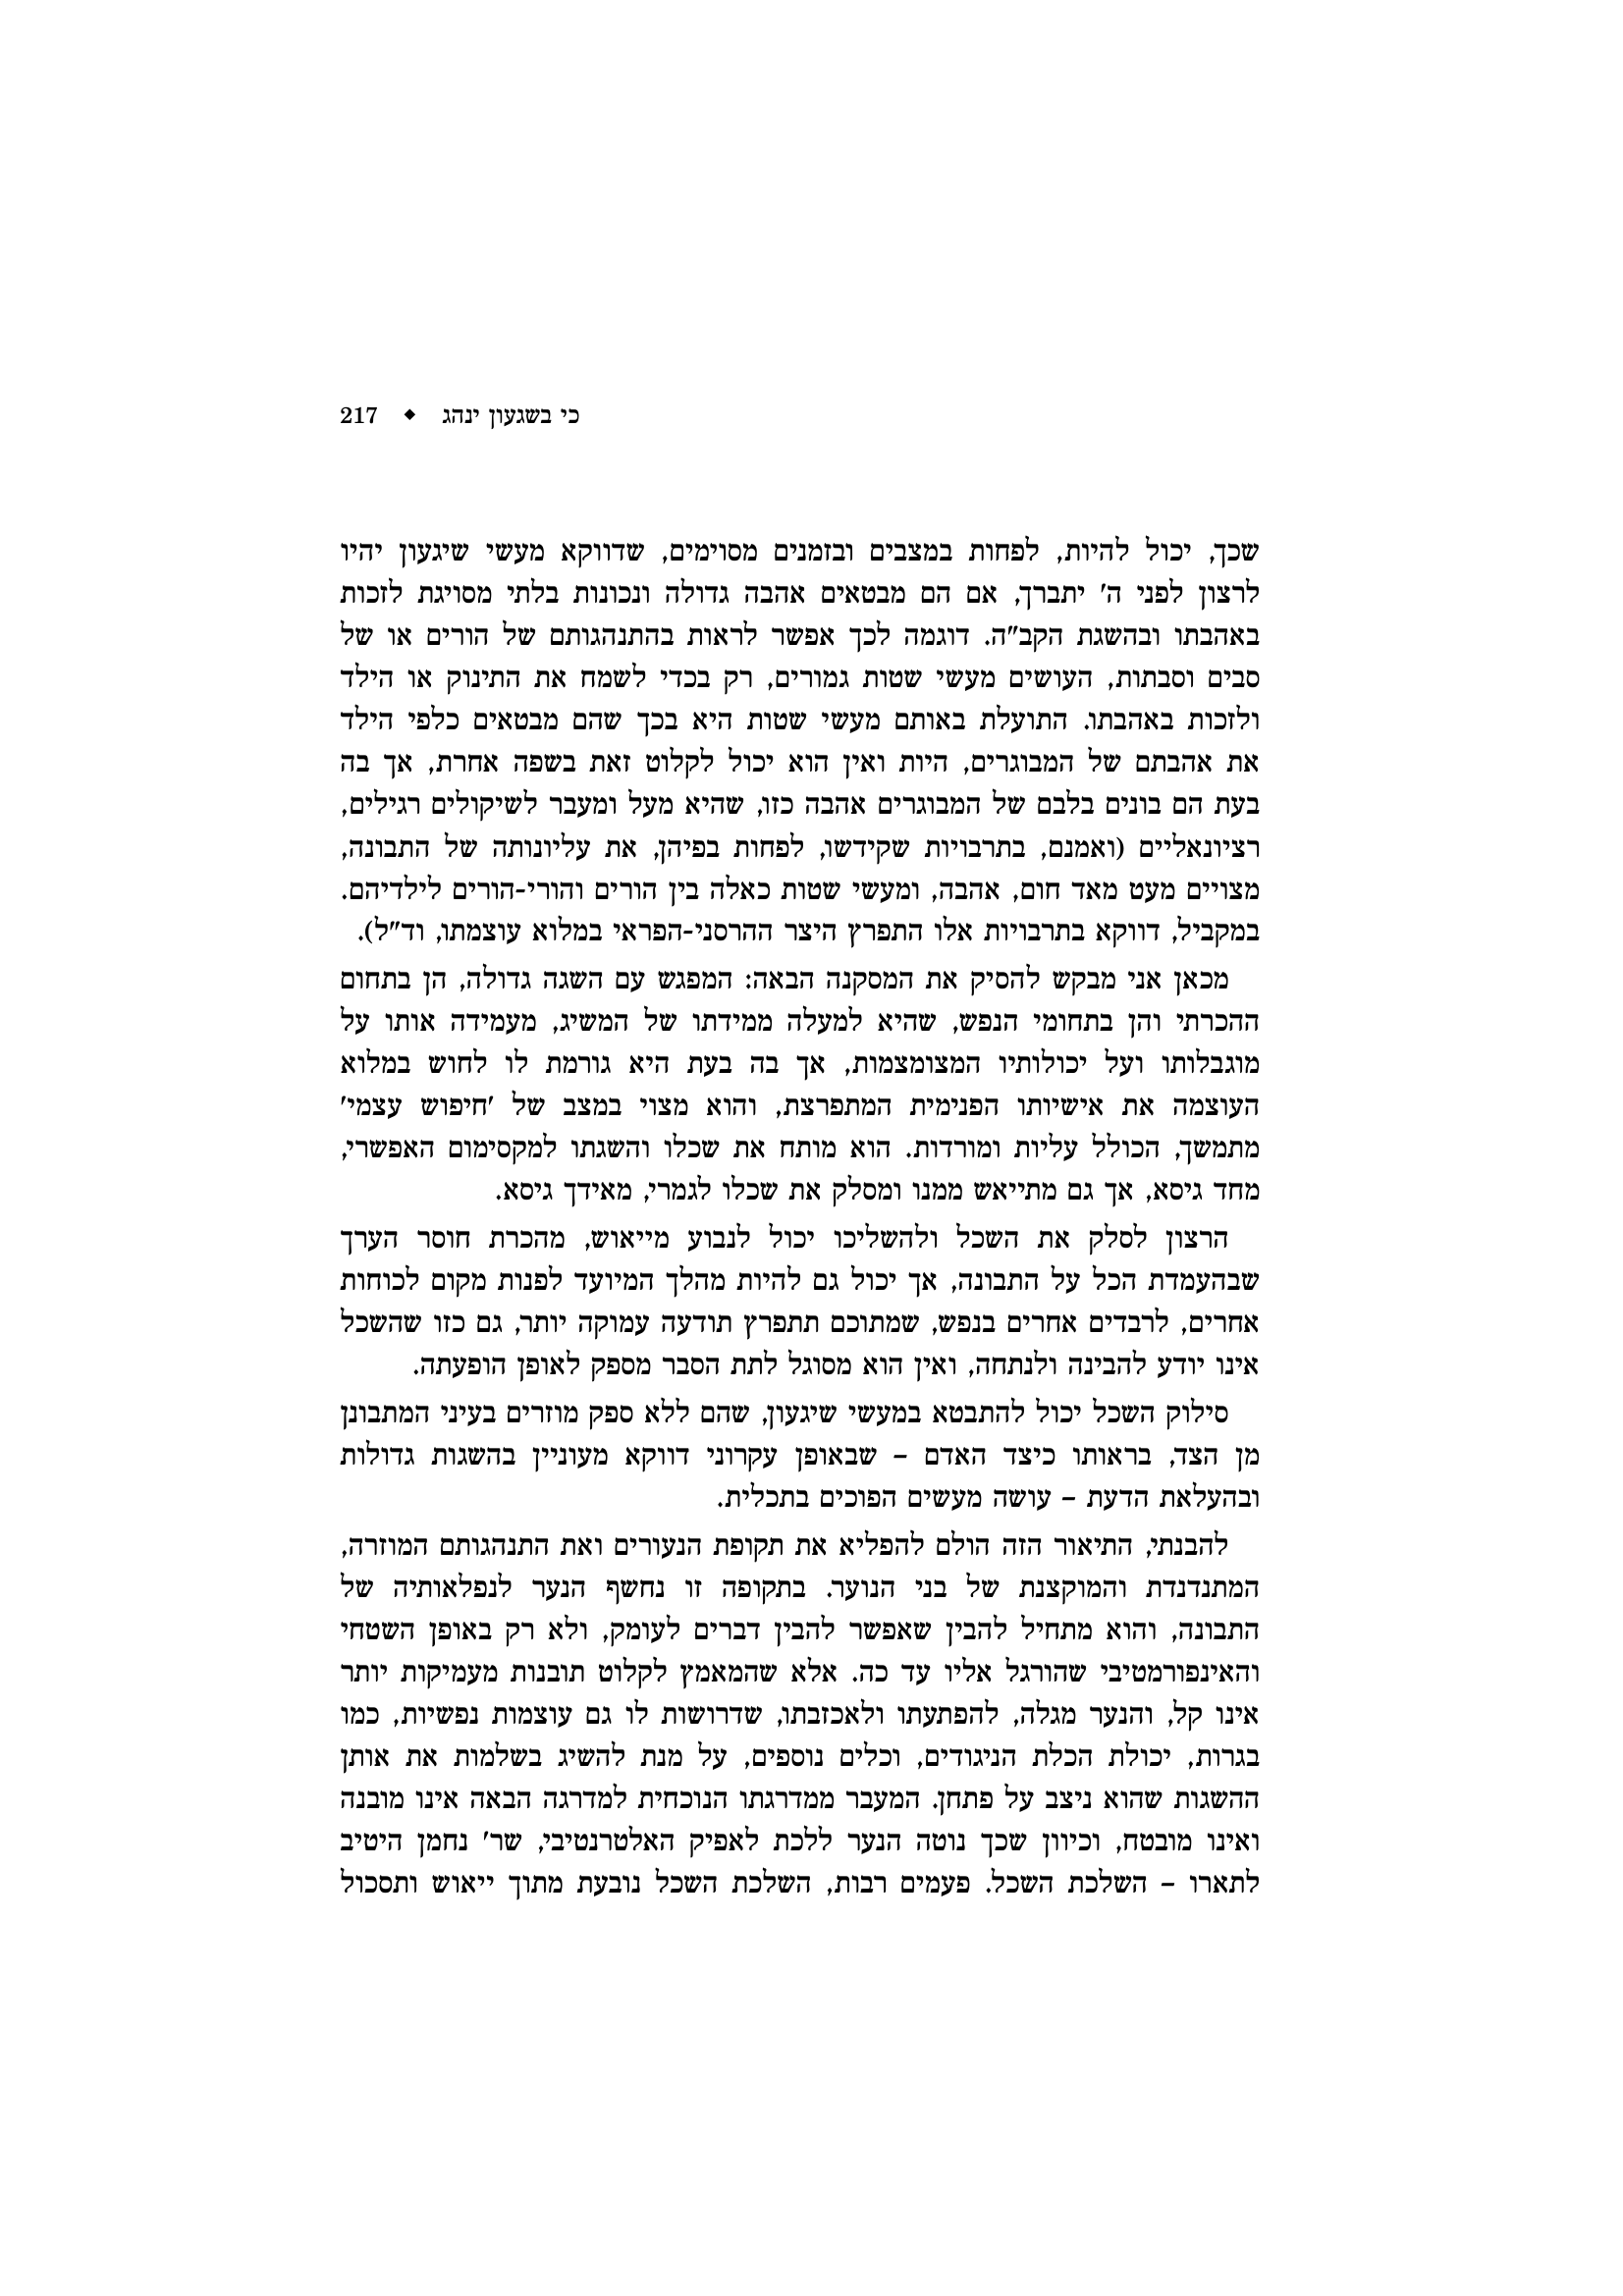 כי בשגעון ינהג ◆ 217
שכך, יכול להיות, לפחות במצבים ובזמנים מסוימים, שדווקא מעשי שיגעון יהיו
לרצון לפני ה' יתברך, אם הם מבטאים אהבה גדולה ונכונות בלתי מסויגת לזכות
באהבתו ובהשגת הקב"ה. דוגמה לכך אפשר לראות בהתנהגותם של הורים או של
סבים וסבתות, העושים מעשי שטות גמורים, רק בכדי לשמח את התינוק או הילד
ולזכות באהבתו. התועלת באותם מעשי שטות היא בכך שהם מבטאים כלפי הילד
את אהבתם של המבוגרים, היות ואין הוא יכול לקלוט זאת בשפה אחרת, אך בה
בעת הם בונים בלבם של המבוגרים אהבה כזו, שהיא מעל ומעבר לשיקולים רגילים,
רציונאליים (ואמנם, בתרבויות שקידשו, לפחות בפיהן, את עליונותה של התבונה,
מצויים מעט מאד חום, אהבה, ומעשי שטות כאלה בין הורים והורי-הורים לילדיהם.
במקביל, דווקא בתרבויות אלו התפרץ היצר ההרסני-הפראי במלוא עוצמתו, וד"ל).
מכאן אני מבקש להסיק את המסקנה הבאה: המפגש עם השגה גדולה, הן בתחום
ההכרתי והן בתחומי הנפש, שהיא למעלה ממידתו של המשיג, מעמידה אותו על
מוגבלותו ועל יכולותיו המצומצמות, אך בה בעת היא גורמת לו לחוש במלוא
העוצמה את אישיותו הפנימית המתפרצת, והוא מצוי במצב של 'חיפוש עצמי'
מתמשך, הכולל עליות ומורדות. הוא מותח את שכלו והשגתו למקסימום האפשרי,
מחד גיסא, אך גם מתייאש ממנו ומסלק את שכלו לגמרי, מאידך גיסא.
הרצון לסלק את השכל ולהשליכו יכול לנבוע מייאוש, מהכרת חוסר הערך
שבהעמדת הכל על התבונה, אך יכול גם להיות מהלך המיועד לפנות מקום לכוחות
אחרים, לרבדים אחרים בנפש, שמתוכם תתפרץ תודעה עמוקה יותר, גם כזו שהשכל
אינו יודע להבינה ולנתחה, ואין הוא מסוגל לתת הסבר מספק לאופן הופעתה.
סילוק השכל יכול להתבטא במעשי שיגעון, שהם ללא ספק מוזרים בעיני המתבונן
מן הצד, בראותו כיצד האדם – שבאופן עקרוני דווקא מעוניין בהשגות גדולות
ובהעלאת הדעת – עושה מעשים הפוכים בתכלית.
להבנתי, התיאור הזה הולם להפליא את תקופת הנעורים ואת התנהגותם המוזרה,
המתנדנדת והמוקצנת של בני הנוער. בתקופה זו נחשף הנער לנפלאותיה של
התבונה, והוא מתחיל להבין שאפשר להבין דברים לעומק, ולא רק באופן השטחי
והאינפורמטיבי שהורגל אליו עד כה. אלא שהמאמץ לקלוט תובנות מעמיקות יותר
אינו קל, והנער מגלה, להפתעתו ולאכזבתו, שדרושות לו גם עוצמות נפשיות, כמו
בגרות, יכולת הכלת הניגודים, וכלים נוספים, על מנת להשיג בשלמות את אותן
ההשגות שהוא ניצב על פתחן. המעבר ממדרגתו הנוכחית למדרגה הבאה אינו מובנה
ואינו מובטח, וכיוון שכך נוטה הנער ללכת לאפיק האלטרנטיבי, שר' נחמן היטיב
לתארו – השלכת השכל. פעמים רבות, השלכת השכל נובעת מתוך ייאוש ותסכול